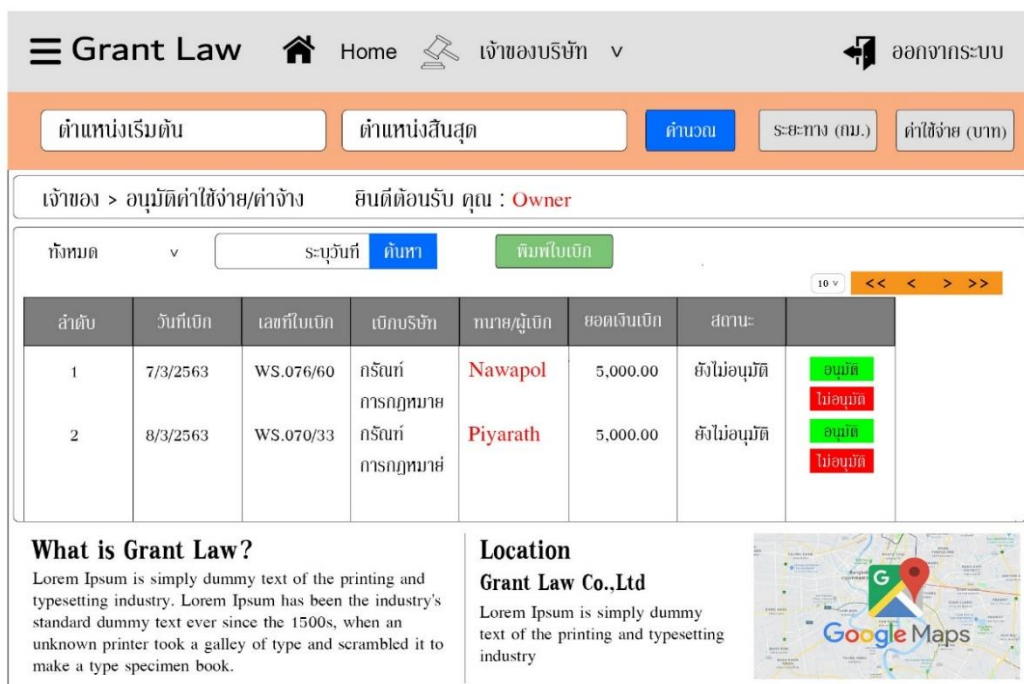 Grant Law Home เจ้าของบริษัท v ออกจากระบบ
ตำแหน่งเริ่มต้น ตำแหน่งสิ้นสุด คำนวณ ระยะทาง (กม.) ค่าใช้จ่าย (บาท)
เจ้าของ > อนุมัติค่าใช้จ่าย/ค่าจ้าง ยินดีต้อนรับ คุณ : Owner
ทั้งหมด v ระบุวันที่ ค้นหา พิมพ์ใบเบิก
10 v << < > >>
ลำดับ วันที่เบิก เลขที่ใบเบิก เบิกบริษัท ทนาย/ผู้เบิก ยอดเงินเบิก สถานะ
1 7/3/2563 WS.076/60 กรัณฑ์ Nawapol 5,000.00 ยังไม่อนุมัติ อนุมัติ
การกฎหมาย ไม่อนุมัติ
2 8/3/2563 WS.070/33 กรัณฑ์ Piyarath 5,000.00 ยังไม่อนุมัติ อนุมัติ
การกฎหมาย่ ไม่อนุมัติ
What is Grant Law?
Lorem Ipsum is simply dummy text of the printing and
typesetting industry. Lorem Ipsum has been the industry's
standard dummy text ever since the 1500s, when an
unknown printer took a galley of type and scrambled it to
make a type specimen book.
Location
Grant Law Co.,Ltd
Lorem Ipsum is simply dummy
text of the printing and typesetting
industry
G
Google Maps